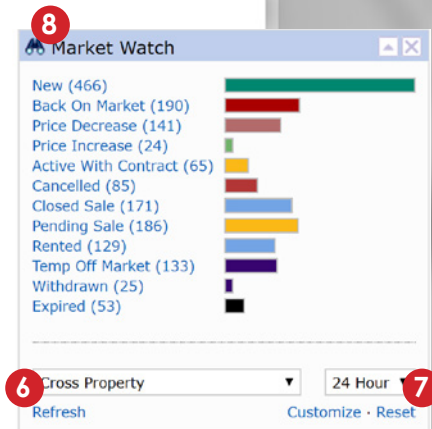 8
Market Watch
New (466)
Back On Market (190)
Price Decrease (141)
Price Increase (24)
Active With Contract (65)
Cancelled (85)
Closed Sale (171)
Pending Sale (186)
Rented (129)
Temp Off Market (133)
Withdrawn (25)
Expired (53)
6 Cross Property 24 Hour 7
Refresh Customize · Reset